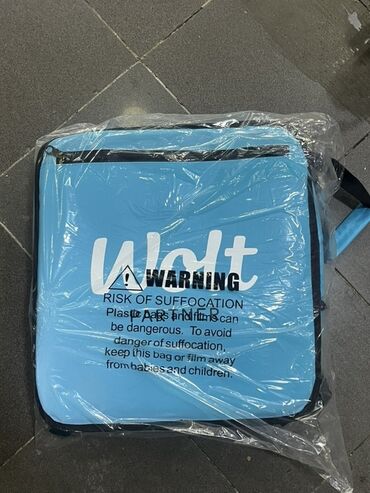 Wolt
WARNING
RISK OF SUFFOCATION
Plastic bags and films can
PARTNER
be dangerous. To avoid
danger of suffocation,
keep this bag or film away
from babies and children.